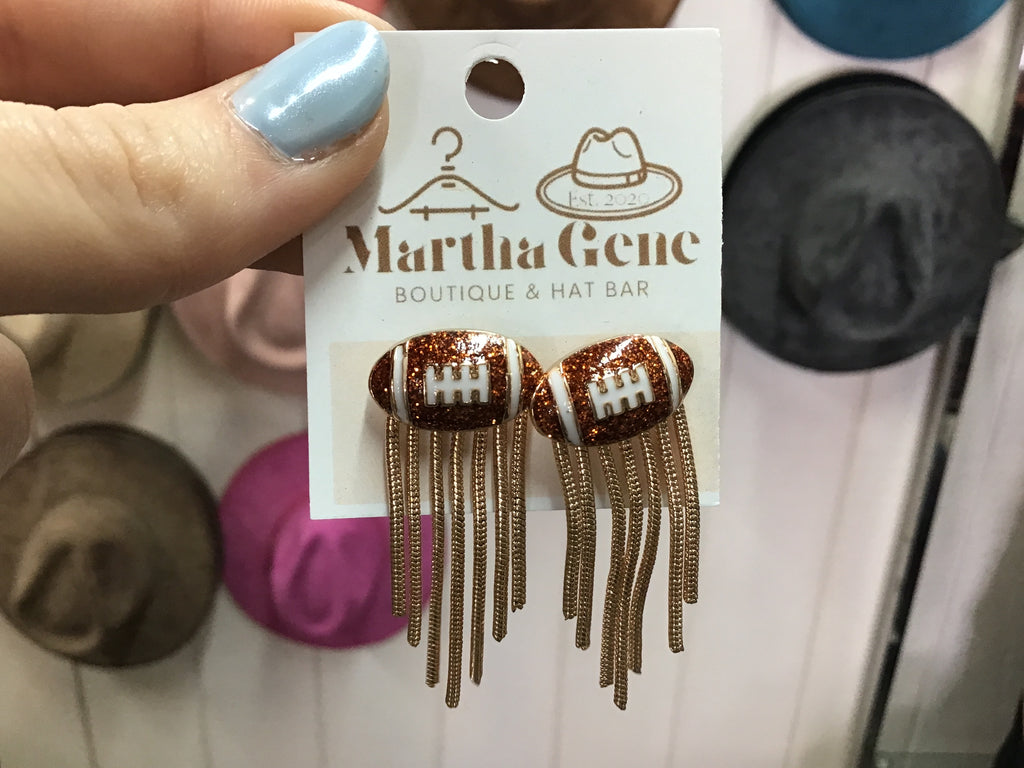 Est. 2020
Martha Gene
BOUTIQUE & HAT BAR